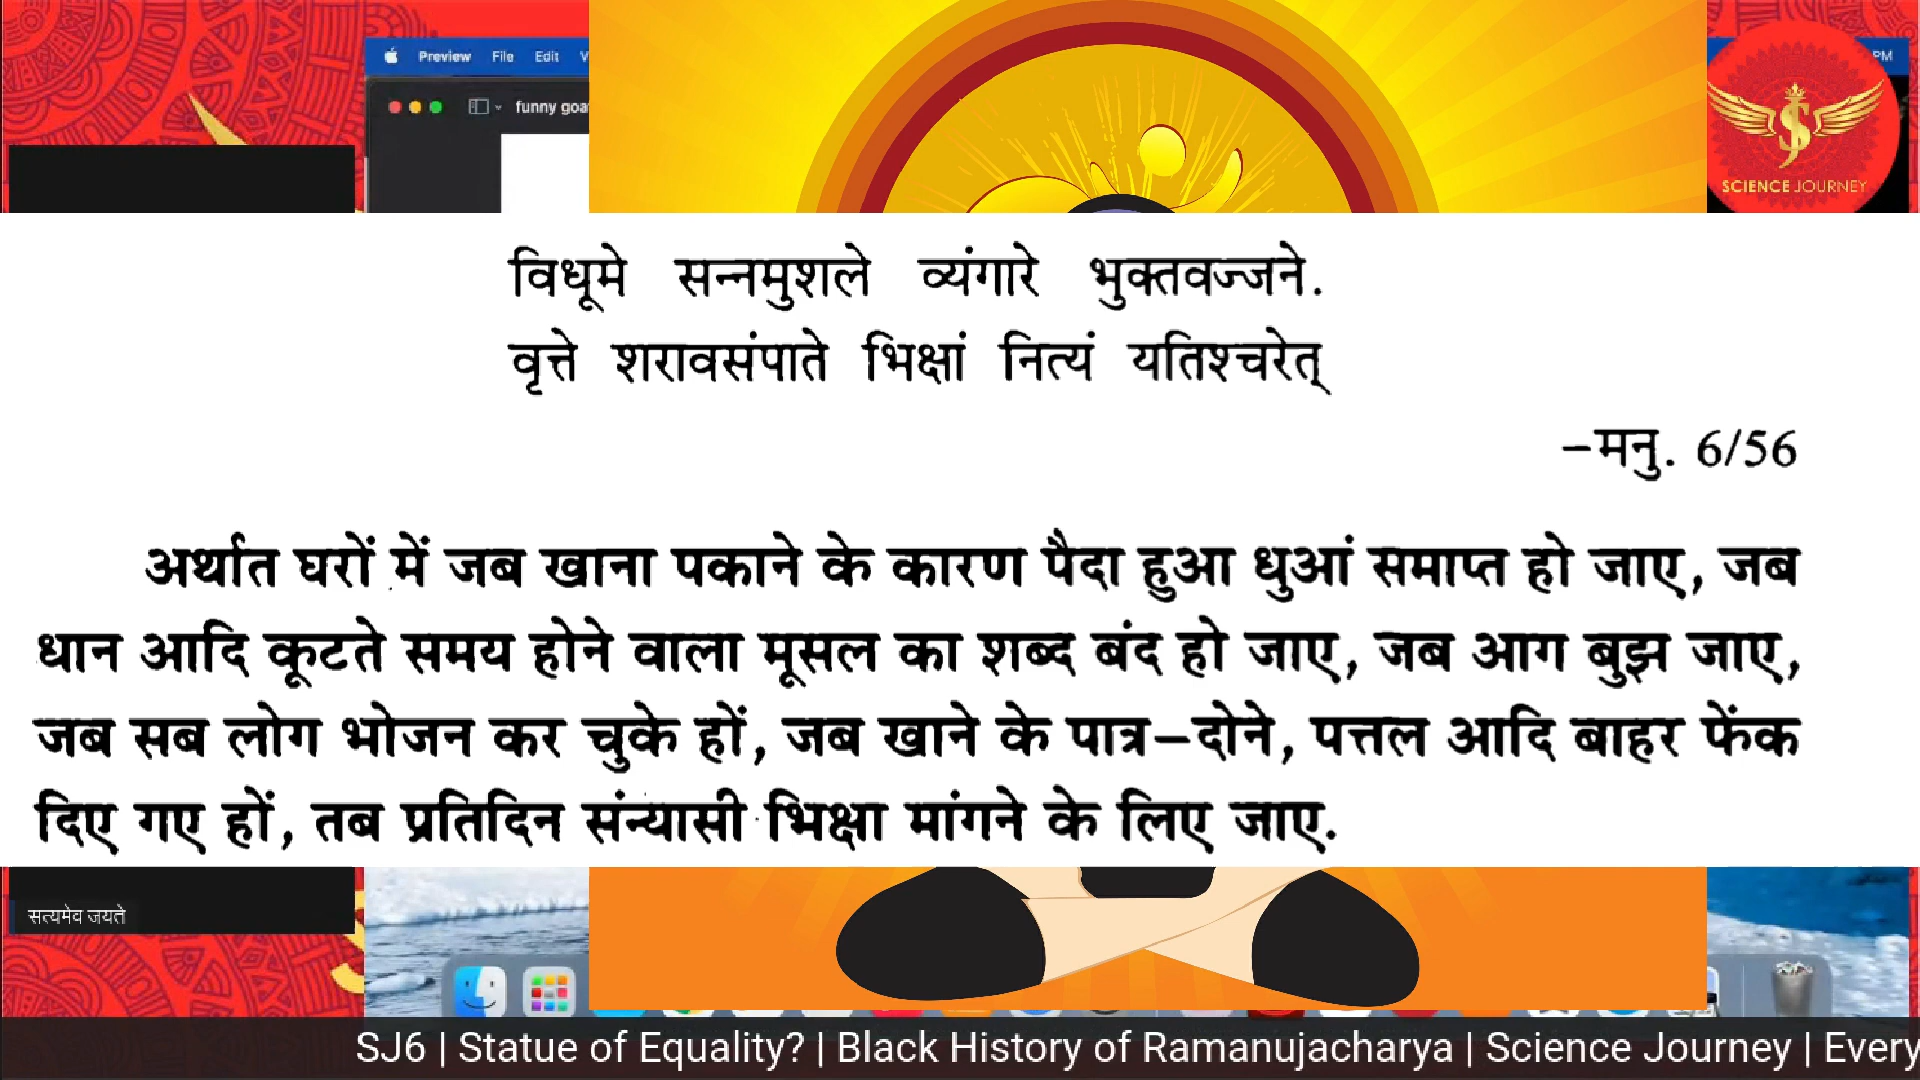 Preview File Edit
PM
funny goa
SCIENCE JOURNEY
विधूमे सन्नमुशले व्यंगारे भुक्तवज्जने.
वृत्ते शरावसंपाते भिक्षां नित्यं यतिश्चरेत्
–मनु. 6/56
अर्थात घरों में जब खाना पकाने के कारण पैदा हुआ धुआं समाप्त हो जाए, जब
धान आदि कूटते समय होने वाला मूसल का शब्द बंद हो जाए, जब आग बुझ जाए,
जब सब लोग भोजन कर चुके हों, जब खाने के पात्र–दोने, पत्तल आदि बाहर फेंक
दिए गए हों, तब प्रतिदिन संन्यासी भिक्षा मांगने के लिए जाए.
सत्यमेव जयते
SJ6 | Statue of Equality? | Black History of Ramanujacharya | Science Journey | Every